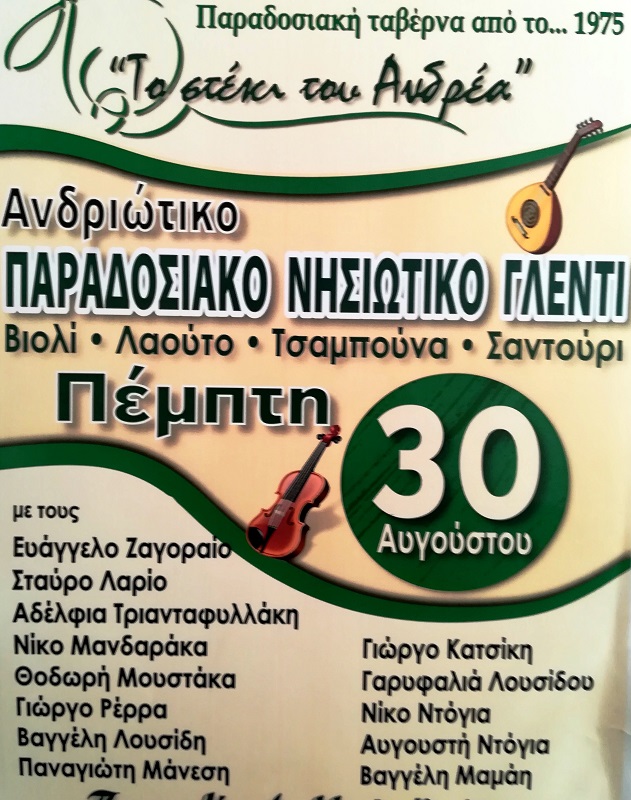 Παραδοσιακή ταβέρνα από το... 1975
"Το στέκι του Ανδρέα"
Ανδριώτικο
ΠΑΡΑΔΟΣΙΑΚΟ ΝΗΣΙΩΤΙΚΟ ΓΛΕΝΤΙ
Βιολί • Λαούτο • Τσαμπούνα • Σαντούρι
Πέμπτη
30
Αυγούστου
με τους
Ευάγγελο Ζαγοραίο
Σταύρο Λαρίο
Αδέλφια Τριανταφυλλάκη
Νίκο Μανδαράκα
Θοδωρή Μουστάκα
Γιώργο Ρέρρα
Βαγγέλη Λουσίδη
Παναγιώτη Μάνεση
Γιώργο Κατσίκη
Γαρυφαλιά Λουσίδου
Νίκο Ντόγια
Αυγουστή Ντόγια
Βαγγέλη Μαμάη